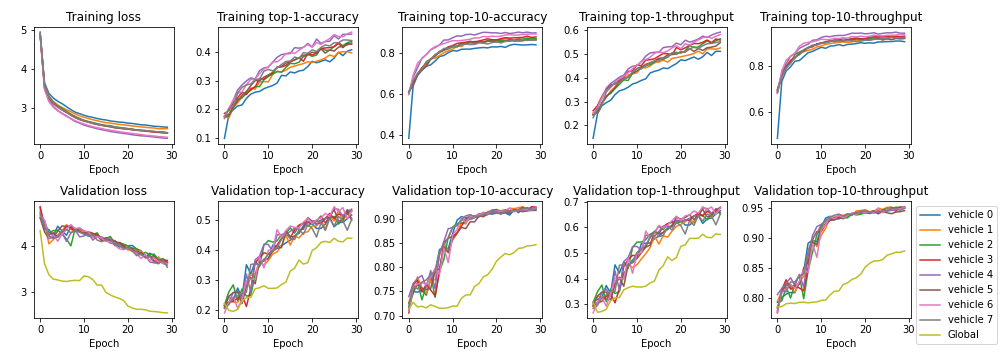 Training loss
Training top-1-accuracy
Training top-10-accuracy
Training top-1-throughput
Training top-10-throughput
5
4
3
0 10 20 30
Epoch
0.4
0.3
0.2
0.1
0 10 20 30
Epoch
0.8
0.6
0.4
0 10 20 30
Epoch
0.6
0.5
0.4
0.3
0.2
0 10 20 30
Epoch
0.8
0.6
0 10 20 30
Epoch
Validation loss
Validation top-1-accuracy
Validation top-10-accuracy
Validation top-1-throughput
Validation top-10-throughput
4
3
0 10 20 30
Epoch
0.5
0.4
0.3
0.2
0 10 20 30
Epoch
0.90
0.85
0.80
0.75
0.70
0 10 20 30
Epoch
0.7
0.6
0.5
0.4
0.3
0 10 20 30
Epoch
0.95
0.90
0.85
0.80
0 10 20 30
Epoch
vehicle 0
vehicle 1
vehicle 2
vehicle 3
vehicle 4
vehicle 5
vehicle 6
vehicle 7
Global